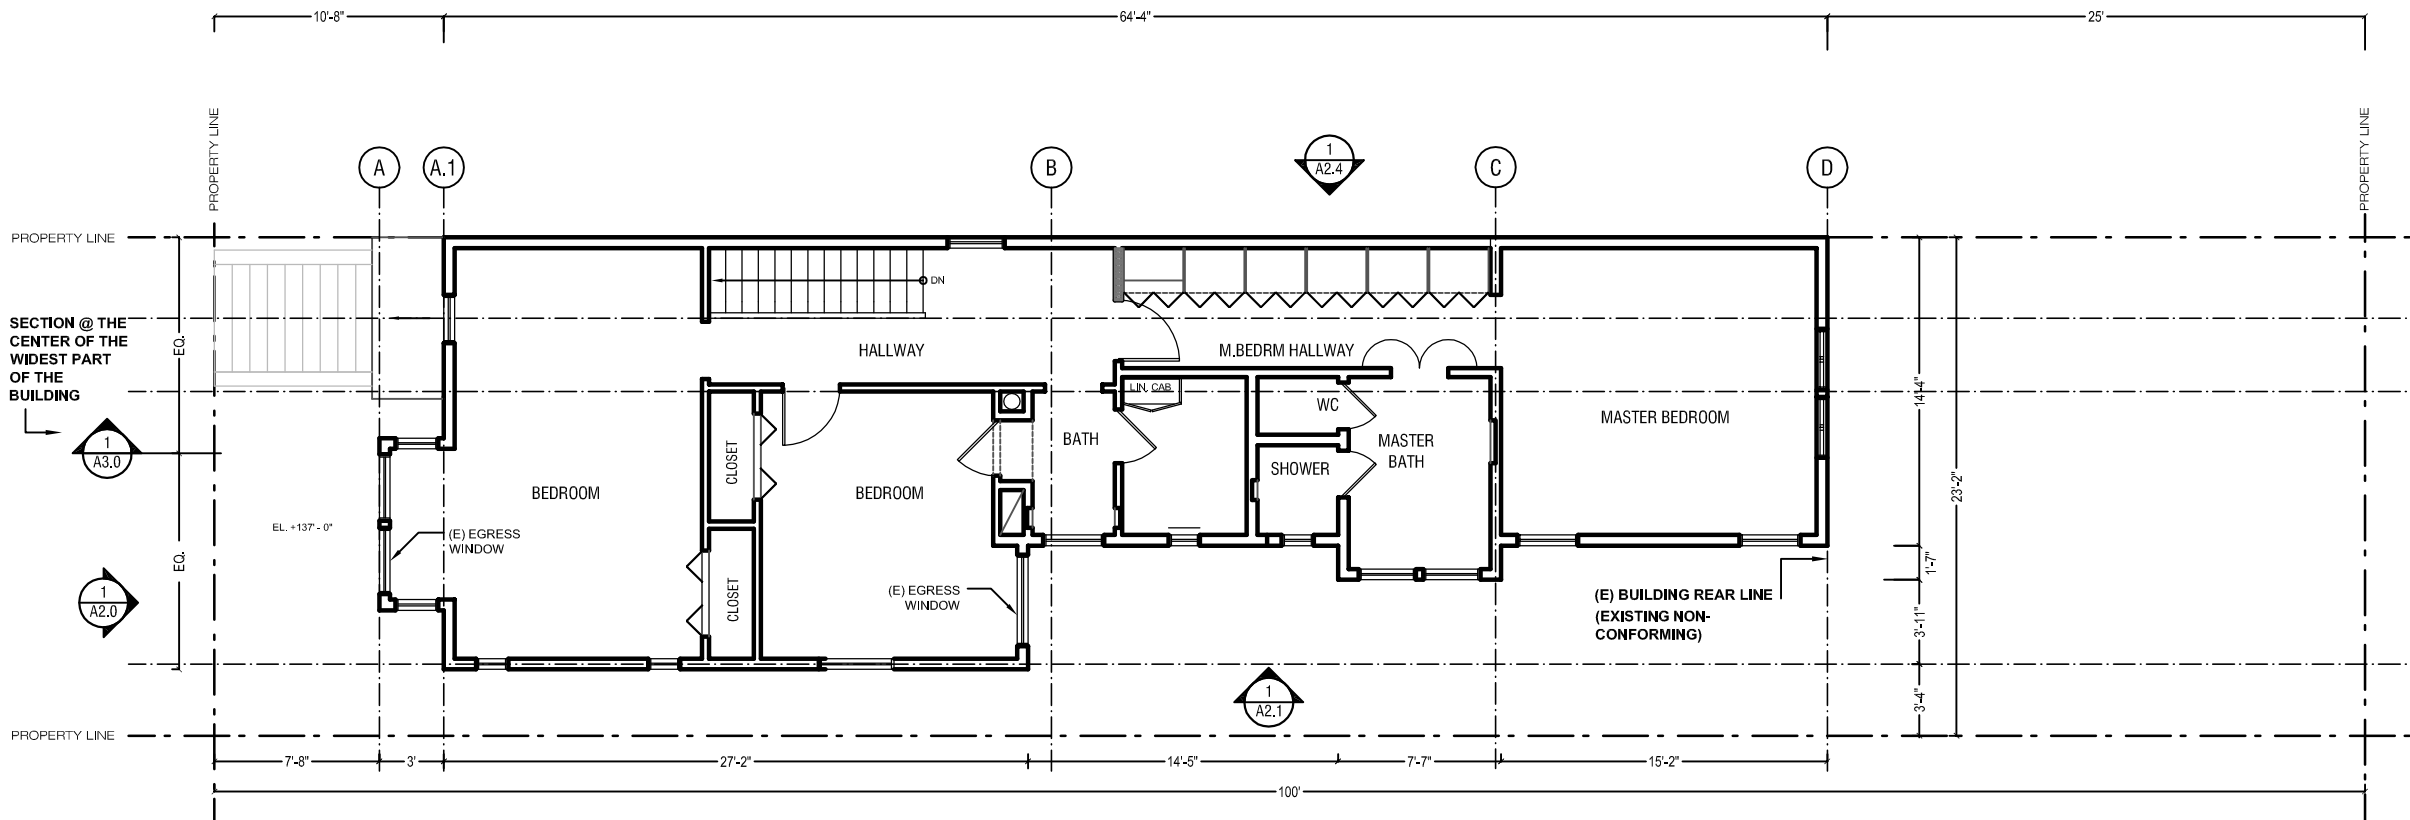 10'-8"
64'-4"
25'
PROPERTY LINE
PROPERTY LINE
A
A.1
B
1
A2.4
C
D
PROPERTY LINE
DN
SECTION @ THE
CENTER OF THE
WIDEST PART
OF THE
BUILDING
EQ.
HALLWAY
M.BEDRM HALLWAY
LIN. CAB.
WC
14'-4"
MASTER BEDROOM
1
A3.0
CLOSET
BATH
MASTER
BATH
SHOWER
BEDROOM
BEDROOM
23'-2"
EL. +137' - 0"
(E) EGRESS
WINDOW
EQ.
1'-7"
1
A2.0
CLOSET
(E) EGRESS
WINDOW
(E) BUILDING REAR LINE
(EXISTING NON-
CONFORMING)
3'-11"
1
A2.1
3'-4"
PROPERTY LINE
7'-8"
3'
27'-2"
14'-5"
7'-7"
15'-2"
100'